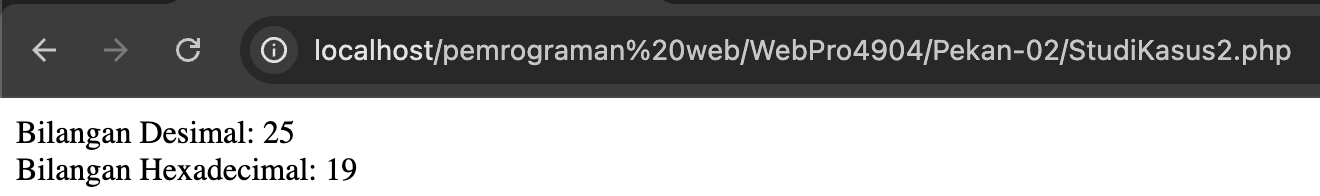 localhost/pemrograman%20web/WebPro4904/Pekan-02/StudiKasus2.php
Bilangan Desimal: 25
Bilangan Hexadecimal: 19